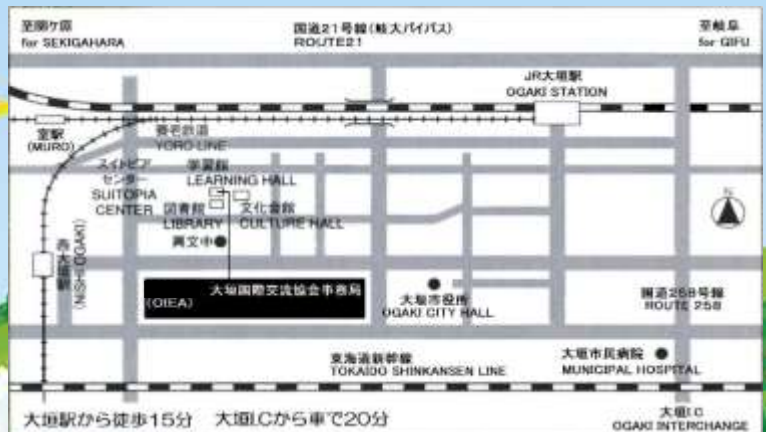 至関ケ原
for SEKIGAHARA
国道21号線(岐大バイパス)
ROUTE21
至岐阜
for GIFU
JR大垣駅
OGAKI STATION
室駅
(MURO)
養老鉄道
YORO LINE
スイトピア
センター
SUITOPIA
CENTER
学習館
LEARNING HALL
図書館
LIBRARY
文化会館
CULTURE HALL
興文中
N
西大垣駅
(NISHI OGAKI)
大垣国際交流協会事務局
(OIEA)
大垣市役所
OGAKI CITY HALL
国道258号線
ROUTE 258
東海道新幹線
TOKAIDO SHINKANSEN LINE
大垣市民病院
MUNICIPAL HOSPITAL
大垣駅から徒歩15分 大垣I.Cから車で20分
大垣I.C
OGAKI INTERCHANGE